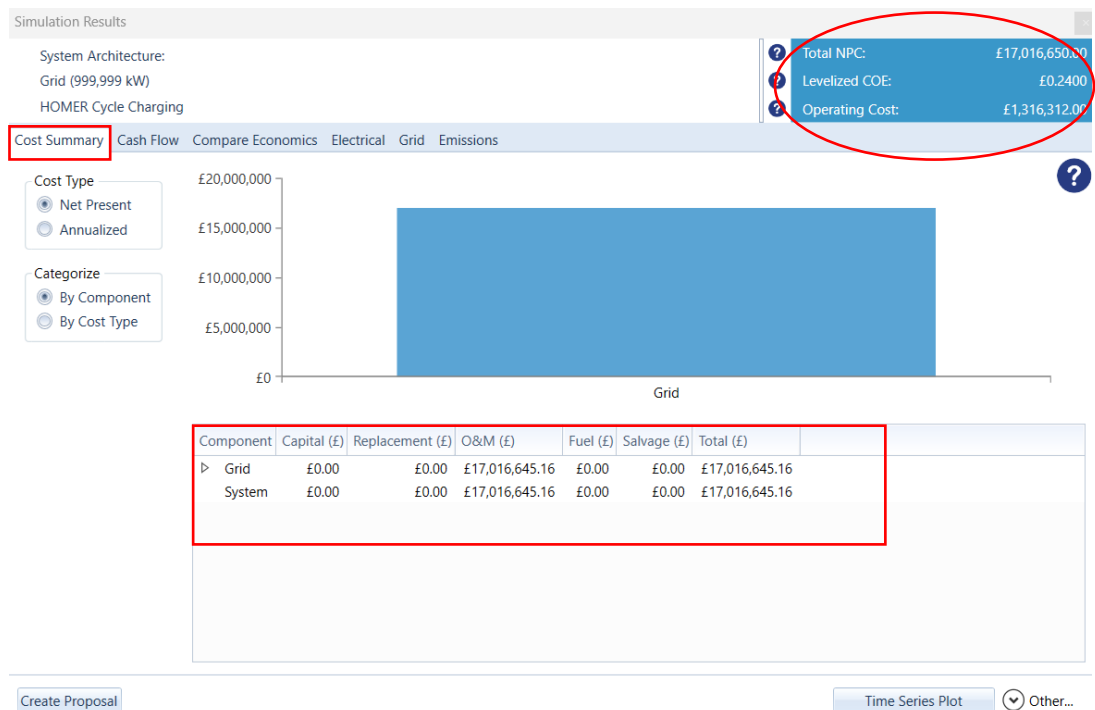 Simulation Results
System Architecture:
Grid (999,999 kW)
HOMER Cycle Charging
Total NPC: £17,016,650.00
Levelized COE: £0.2400
Operating Cost: £1,316,312.00
Cost Summary Cash Flow Compare Economics Electrical Grid Emissions
Cost Type
Net Present
Annualized
Categorize
By Component
By Cost Type
£20,000,000
£15,000,000
£10,000,000
£5,000,000
£0
Grid
Component Capital (£) Replacement (£) O&M (£) Fuel (£) Salvage (£) Total (£)
Grid £0.00 £0.00 £17,016,645.16 £0.00 £0.00 £17,016,645.16
System £0.00 £0.00 £17,016,645.16 £0.00 £0.00 £17,016,645.16
Create Proposal Time Series Plot Other...